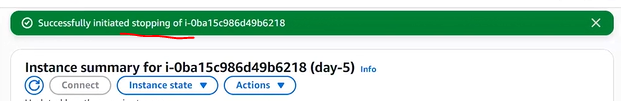 Successfully initiated stopping of i-0ba15c986d49b6218
Instance summary for i-0ba15c986d49b6218 (day-5) Info
Connect Instance state Actions